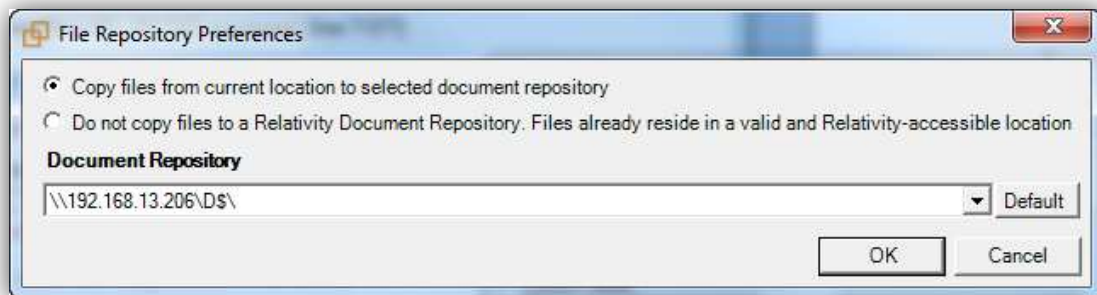 File Repository Preferences
Copy files from current location to selected document repository
Do not copy files to a Relativity Document Repository. Files already reside in a valid and Relativity-accessible location
Document Repository
\\192.168.13.206\D$\
Default
OK
Cancel